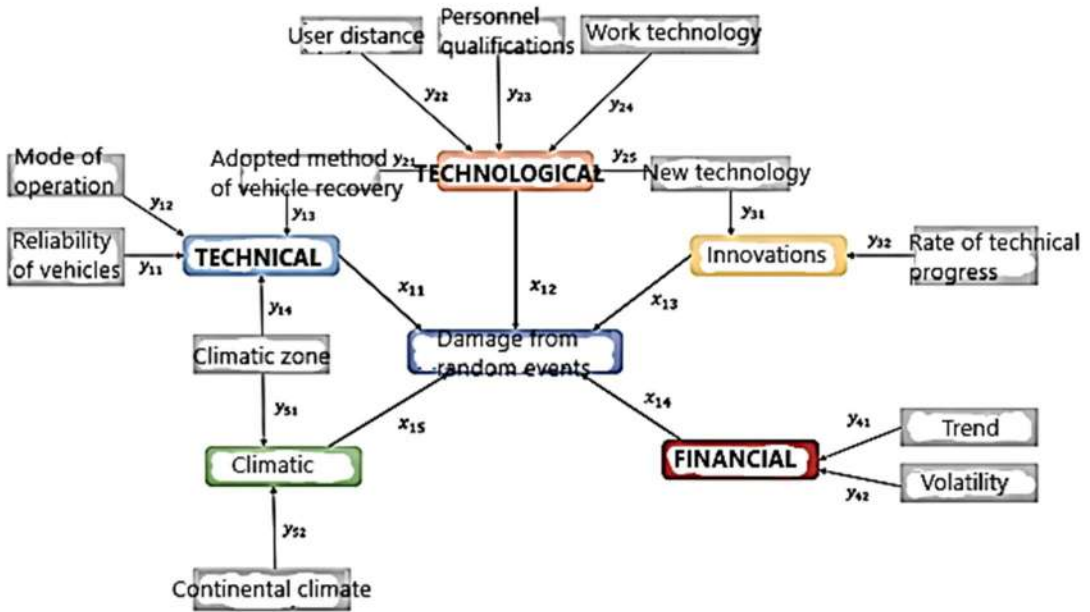 User distance
Personnel
qualifications
Work technology
y₂₂
y₂₃
y₂₄
Mode of
operation
Adopted method
of vehicle recovery
y₂₁
TECHNOLOGICAL
y₂₅
New technology
y₁₂
y₁₃
y₃₁
Reliability
of vehicles
y₁₁
TECHNICAL
Innovations
y₃₂
Rate of technical
progress
x₁₁
x₁₂
x₁₃
y₁₄
Climatic zone
Damage from
random events
y₅₁
x₁₅
x₁₄
y₄₁
Trend
Climatic
FINANCIAL
y₄₂
Volatility
y₅₂
Continental climate